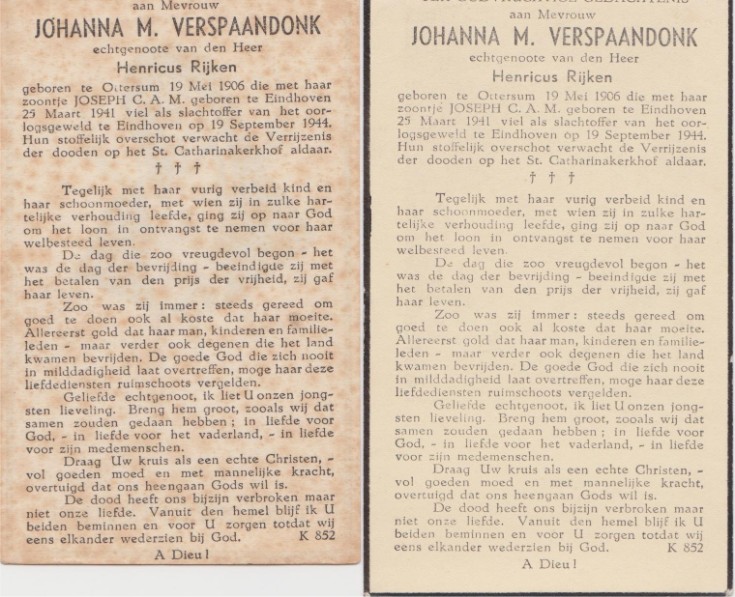 aan Mevrouw
JOHANNA M. VERSPAANDONK
echtgenoote van den Heer
Henricus Rijken
geboren te Ottersum 19 Mei 1906 die met haar
zoontje JOSEPH C. A. M. geboren te Eindhoven
25 Maart 1941 viel als slachtoffer van het oor-
logsgeweld te Eindhoven op 19 September 1944.
Hun stoffelijk overschot verwacht de Verrijzenis
der dooden op het St. Catharinakerkhof aldaar.
† † †
Tegelijk met haar vurig verbeid kind en
haar schoonmoeder, met wien zij in zulke har-
telijke verhouding leefde, ging zij op naar God
om het loon in ontvangst te nemen voor haar
welbesteed leven.
De dag die zoo vreugdevol begon - het
was de dag der bevrijding - beeindigde zij met
het betalen van den prijs der vrijheid, zij gaf
haar leven.
Zoo was zij immer: steeds gereed om
goed te doen ook al koste dat haar moeite.
Allereerst gold dat haar man, kinderen en familie-
leden - maar verder ook degenen die het land
kwamen bevrijden. De goede God die zich nooit
in milddadigheid laat overtreffen, moge haar deze
liefdediensten ruimschoots vergelden.
Geliefde echtgenoot, ik liet U onzen jong-
sten lieveling. Breng hem groot, zooals wij dat
samen zouden gedaan hebben; in liefde voor
God, - in liefde voor het vaderland, - in liefde
voor zijn medemenschen.
Draag Uw kruis als een echte Christen, -
vol goeden moed en met mannelijke kracht,
overtuigd dat ons heengaan Gods wil is.
De dood heeft ons bijzijn verbroken maar
niet onze liefde. Vanuit den hemel blijf ik U
beiden beminnen en voor U zorgen totdat wij
eens elkander wederzien bij God. K 852
A Dieu!
TER GODVRUCHTIGE GEDACHTENIS
aan Mevrouw
JOHANNA M. VERSPAANDONK
echtgenoote van den Heer
Henricus Rijken
geboren te Ottersum 19 Mei 1906 die met haar
zoontje JOSEPH C. A. M. geboren te Eindhoven
25 Maart 1941 viel als slachtoffer van het oor-
logsgeweld te Eindhoven op 19 September 1944.
Hun stoffelijk overschot verwacht de Verrijzenis
der dooden op het St. Catharinakerkhof aldaar.
† † †
Tegelijk met haar vurig verbeid kind en
haar schoonmoeder, met wien zij in zulke har-
telijke verhouding leefde, ging zij op naar God
om het loon in ontvangst te nemen voor haar
welbesteed leven.
De dag die zoo vreugdevol begon - het
was de dag der bevrijding - beeindigde zij met
het betalen van den prijs der vrijheid, zij gaf
haar leven.
Zoo was zij immer: steeds gereed om
goed te doen ook al koste dat haar moeite.
Allereerst gold dat haar man, kinderen en familie-
leden - maar verder ook degenen die het land
kwamen bevrijden. De goede God die zich nooit
in milddadigheid laat overtreffen, moge haar deze
liefdediensten ruimschoots vergelden.
Geliefde echtgenoot, ik liet U onzen jong-
sten lieveling. Breng hem groot, zooals wij dat
samen zouden gedaan hebben; in liefde voor
God, - in liefde voor het vaderland, - in liefde
voor zijn medemenschen.
Draag Uw kruis als een echte Christen, -
vol goeden moed en met mannelijke kracht,
overtuigd dat ons heengaan Gods wil is.
De dood heeft ons bijzijn verbroken maar
niet onze liefde. Vanuit den hemel blijf ik U
beiden beminnen en voor U zorgen totdat wij
eens elkander wederzien bij God. K 852
A Dieu!